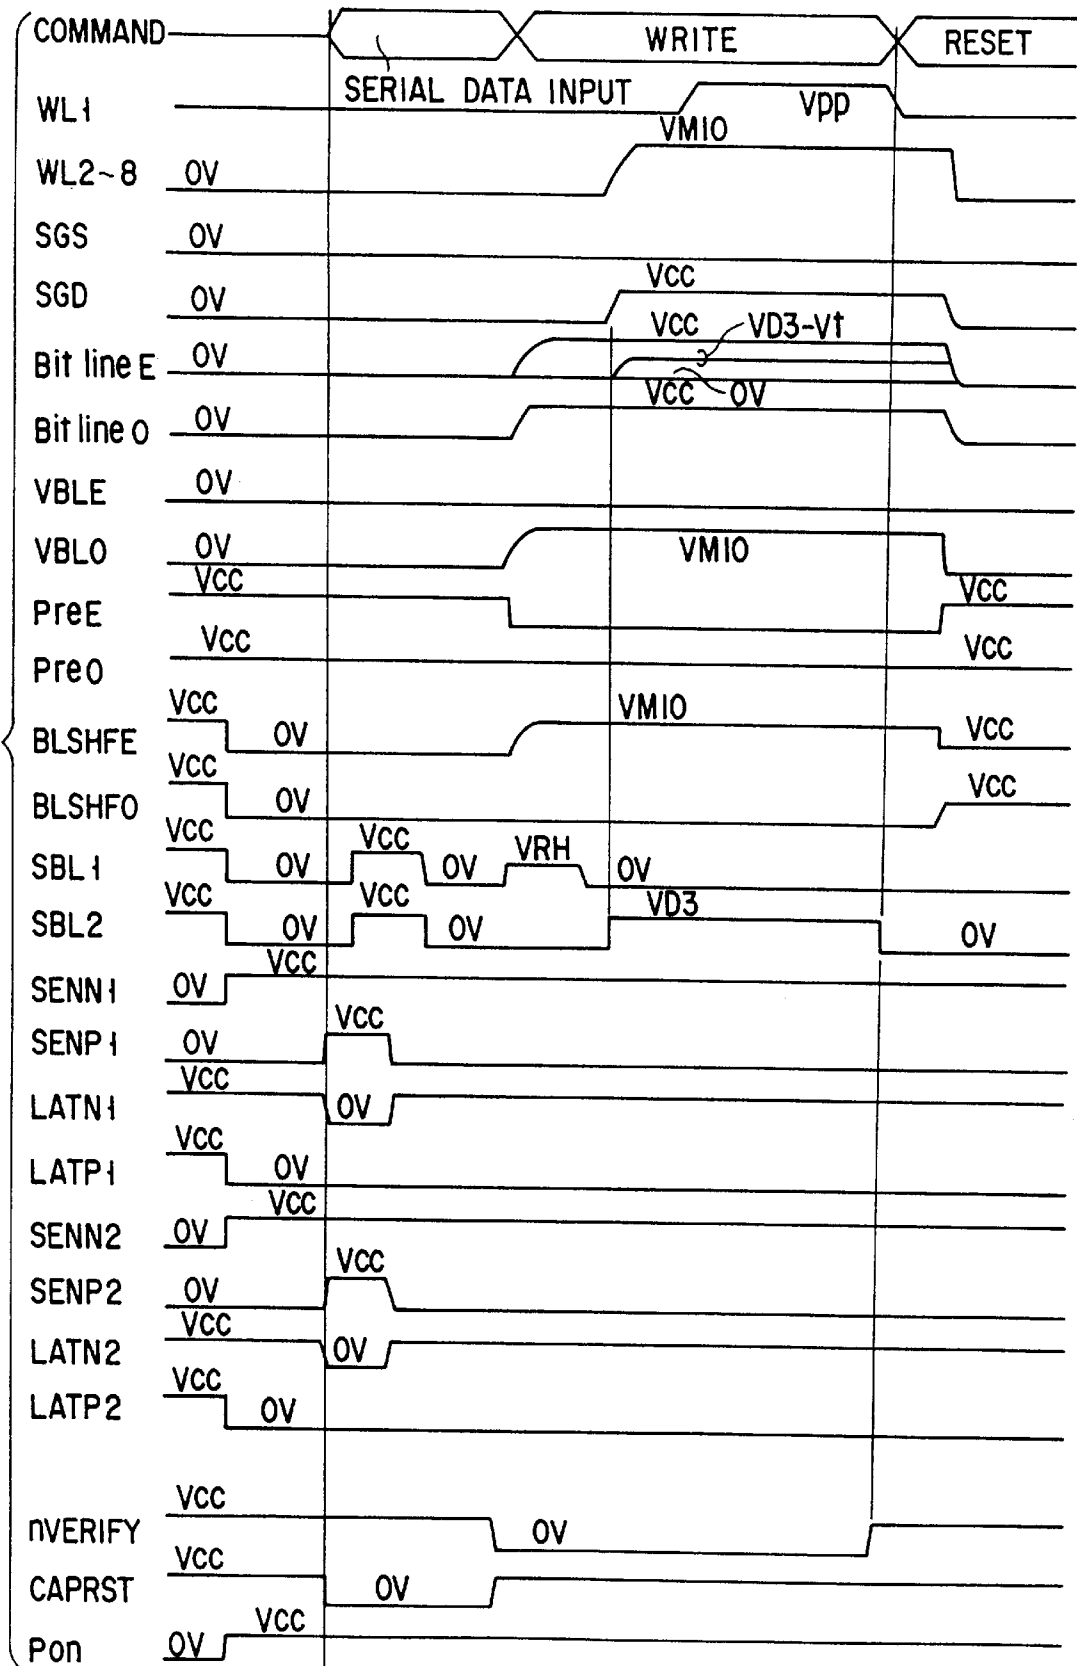 COMMAND WRITE RESET
SERIAL DATA INPUT
WL1 VPP
VM10
WL2~8 0V
SGS 0V
VCC
SGD 0V
VCC VD3-Vt
Bit line E 0V
VCC 0V
Bit line O 0V
VBLE 0V
VBLO 0V VM10
VCC VCC
PreE
VCC VCC
PreO
VCC VM10
BLSHFE 0V VCC
VCC VCC
BLSHFO 0V
VCC VCC VRH
SBL1 0V 0V 0V
VCC VCC VD3
SBL2 0V 0V 0V
VCC
SENN1 0V
VCC
SENP1 0V
VCC
LATN1 0V
VCC
LATP1 0V
VCC
SENN2 0V
VCC
SENP2 0V
VCC
LATN2 0V
VCC
LATP2 0V
VCC
nVERIFY 0V
VCC
CAPRST 0V
VCC
Pon 0V